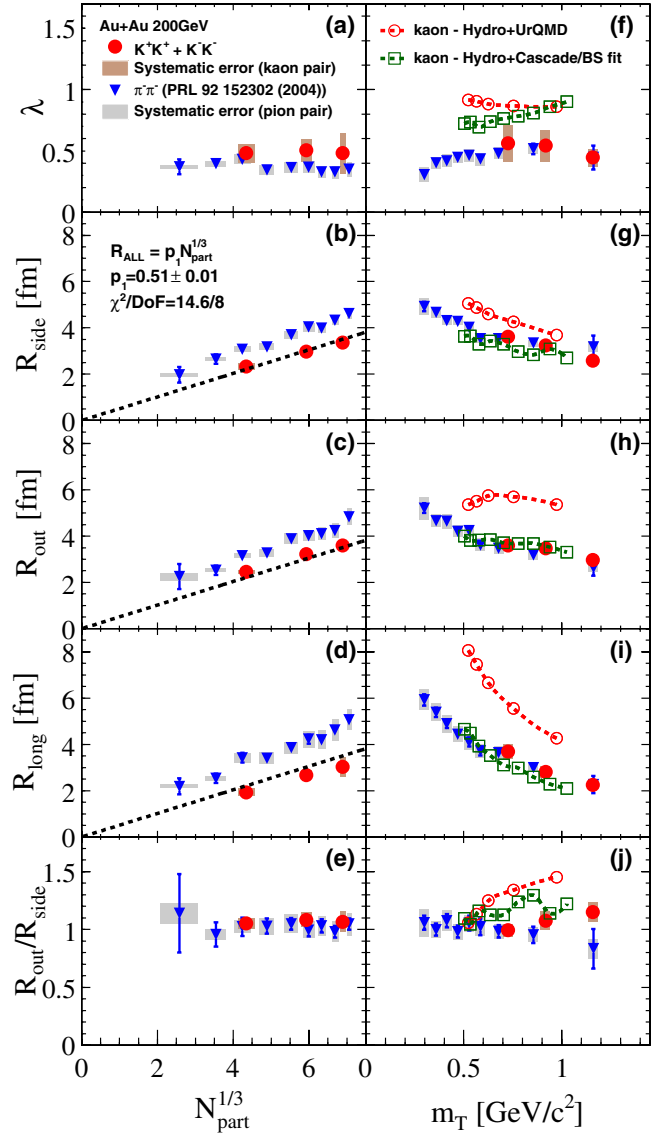 Au+Au 200GeV
K⁺K⁺ + K⁻K⁻
Systematic error (kaon pair)
π⁻π⁻ (PRL 92 152302 (2004))
Systematic error (pion pair)
(a)
λ
1.5
1
0.5
0
(f)
kaon - Hydro+UrQMD
kaon - Hydro+Cascade/BS fit
(b)
R_ALL = p₁N_part^1/3
p₁=0.51± 0.01
χ²/DoF=14.6/8
R_side [fm]
8
6
4
2
0
(g)
(c)
R_out [fm]
8
6
4
2
0
(h)
(d)
R_long [fm]
8
6
4
2
0
(i)
(e)
R_out/R_side
1.5
1
0.5
0
(j)
0 2 4 6 0 0.5 1
N_part^1/3
m_T [GeV/c²]